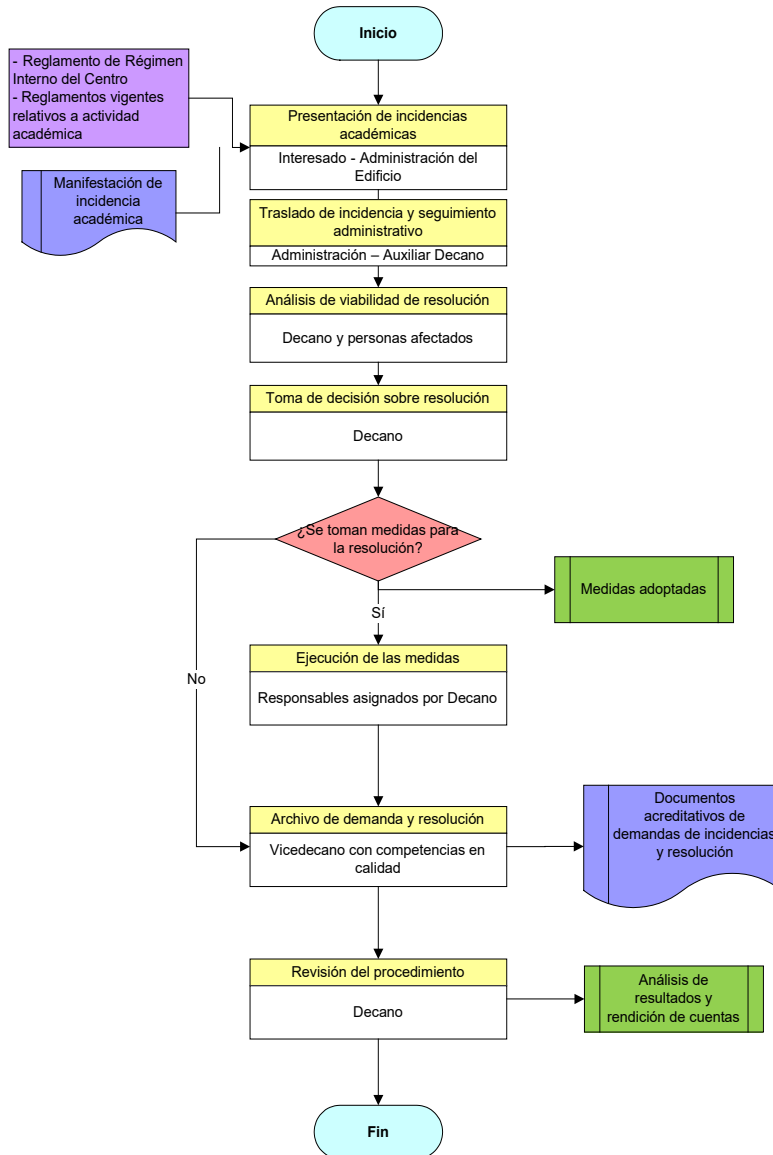 Inicio
- Reglamento de Régimen
Interno del Centro
- Reglamentos vigentes
relativos a actividad
académica
Presentación de incidencias
académicas
Interesado - Administración del
Edificio
Manifestación de
incidencia
académica
Traslado de incidencia y seguimiento
administrativo
Administración – Auxiliar Decano
Análisis de viabilidad de resolución
Decano y personas afectados
Toma de decisión sobre resolución
Decano
¿Se toman medidas para
la resolución?
Medidas adoptadas
Sí
Ejecución de las medidas
No
Responsables asignados por Decano
Archivo de demanda y resolución
Vicedecano con competencias en
calidad
Documentos
acreditativos de
demandas de incidencias
y resolución
Revisión del procedimiento
Decano
Análisis de
resultados y
rendición de cuentas
Fin